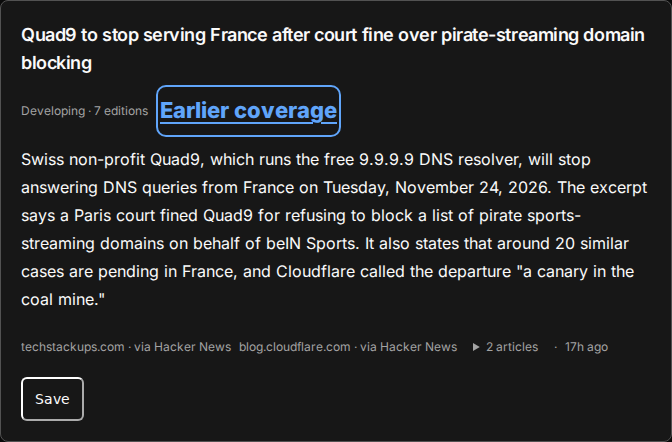 Quad9 to stop serving France after court fine over pirate-streaming domain
blocking
Developing · 7 editions Earlier coverage
Swiss non-profit Quad9, which runs the free 9.9.9.9 DNS resolver, will stop
answering DNS queries from France on Tuesday, November 24, 2026. The excerpt
says a Paris court fined Quad9 for refusing to block a list of pirate sports-
streaming domains on behalf of beIN Sports. It also states that around 20 similar
cases are pending in France, and Cloudflare called the departure "a canary in the
coal mine."
techstackups.com · via Hacker News blog.cloudflare.com · via Hacker News ▶ 2 articles · 17h ago
Save